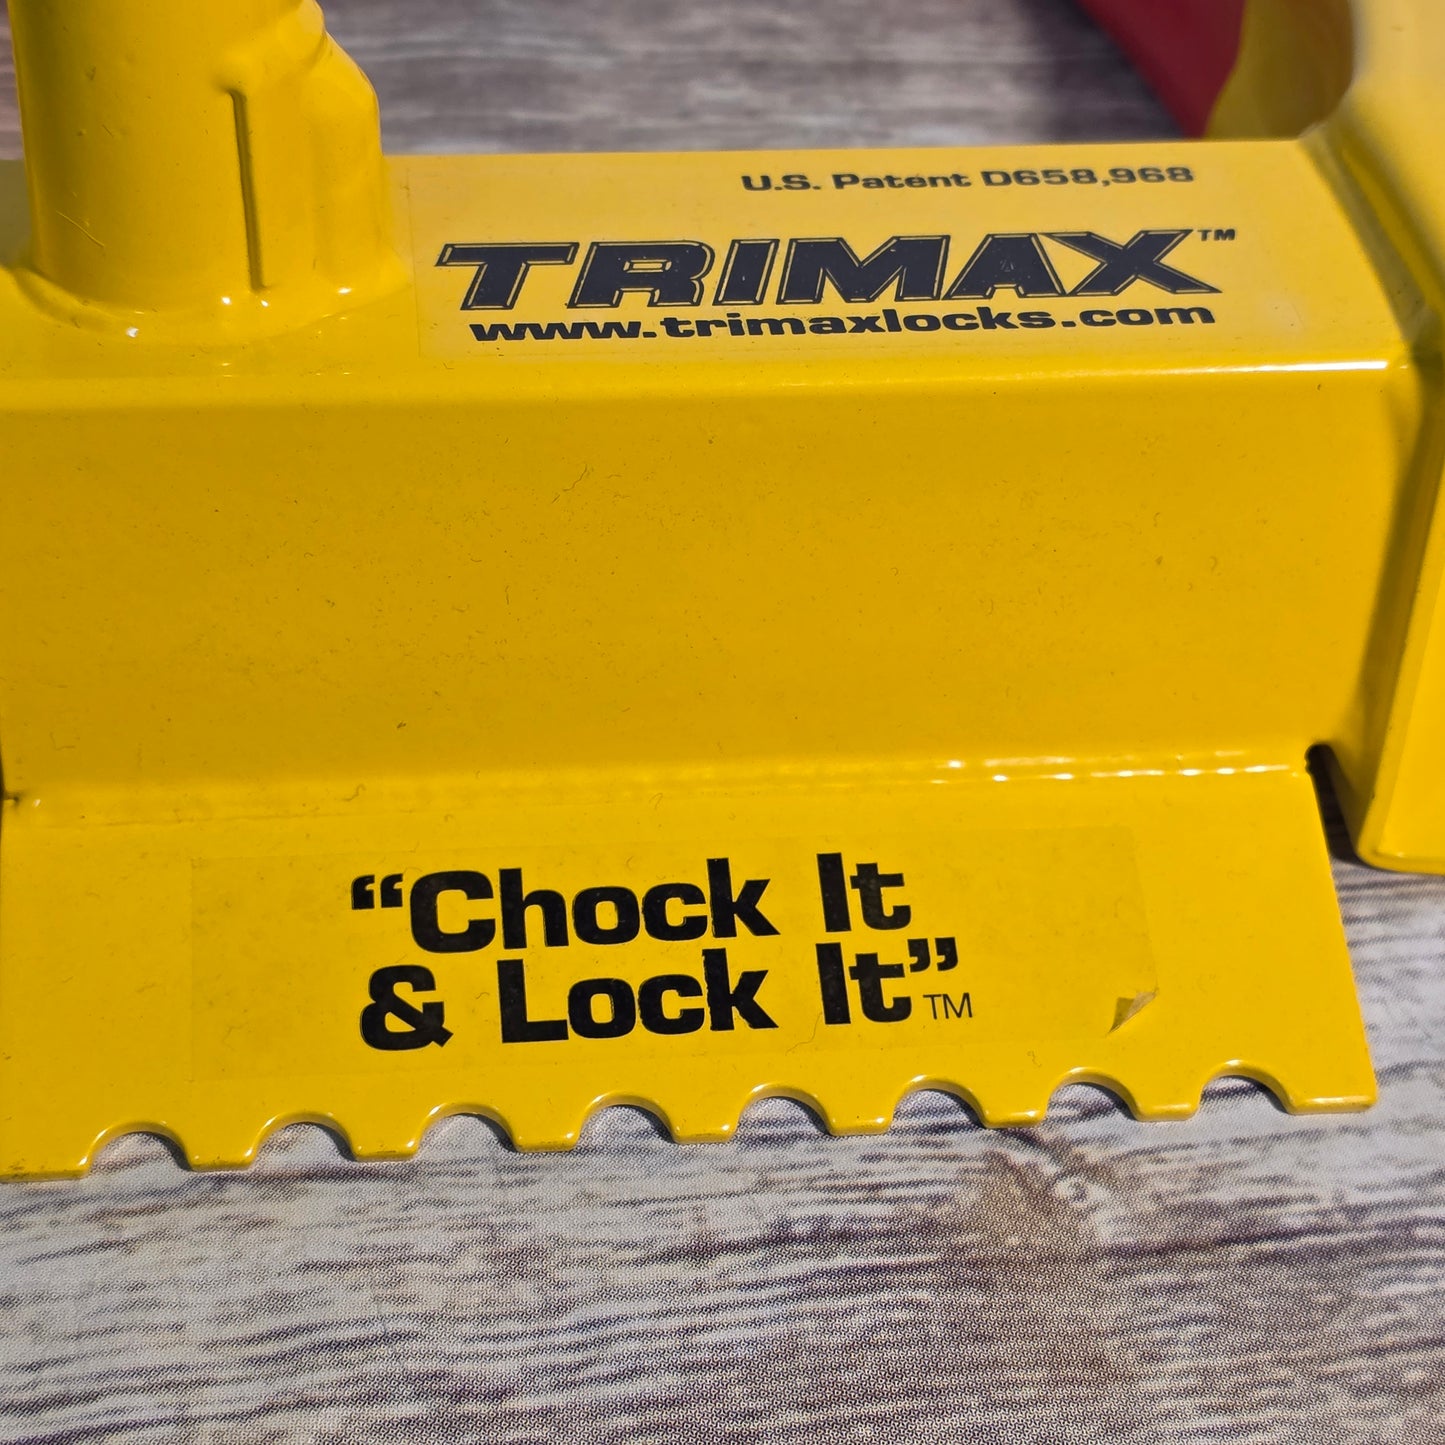 U.S. Patent D658,968
TRIMAX™
www.trimaxlocks.com
“Chock It
& Lock It”™